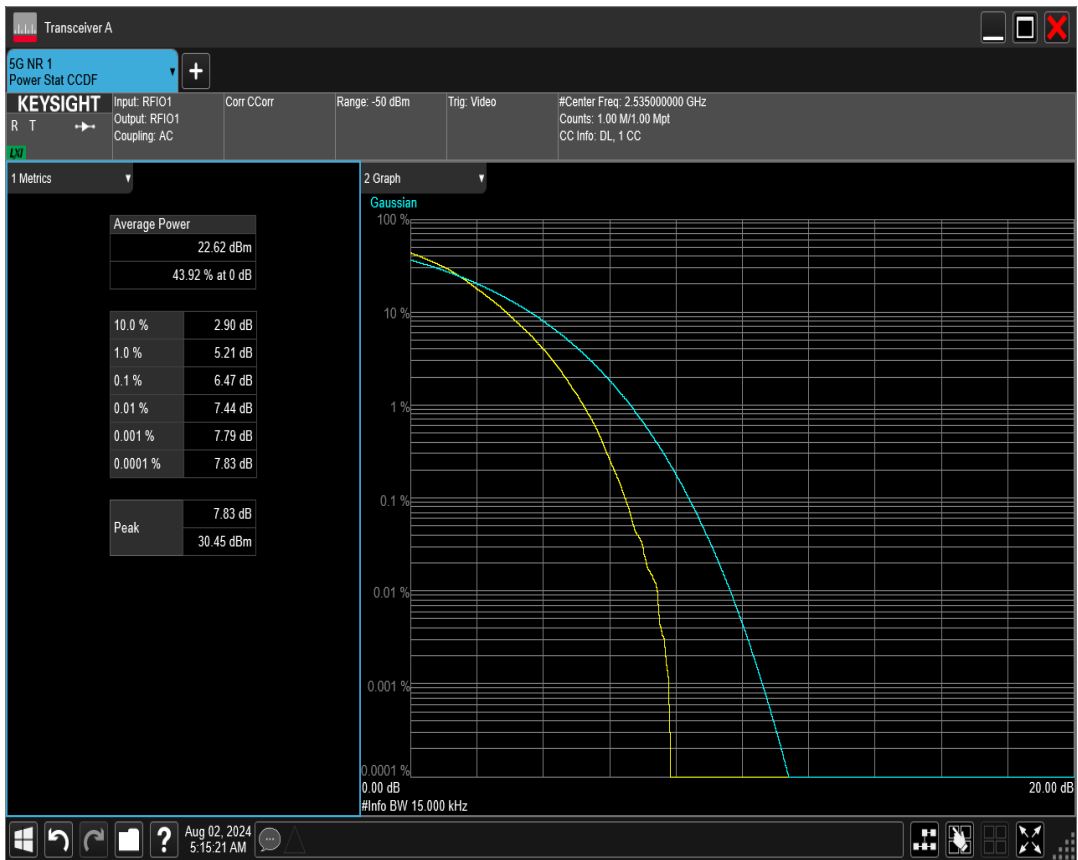 Transceiver A
5G NR 1
Power Stat CCDF
+
KEYSIGHT
R T
LXI
Input: RFIO1
Output: RFIO1
Coupling: AC
Corr CCorr
Range: -50 dBm
Trig: Video
#Center Freq: 2.535000000 GHz
Counts: 1.00 M/1.00 Mpt
CC Info: DL, 1 CC
1 Metrics
Average Power
22.62 dBm
43.92 % at 0 dB
10.0 % 2.90 dB
1.0 % 5.21 dB
0.1 % 6.47 dB
0.01 % 7.44 dB
0.001 % 7.79 dB
0.0001 % 7.83 dB
Peak
7.83 dB
30.45 dBm
2 Graph
Gaussian
100 %
10 %
1 %
0.1 %
0.01 %
0.001 %
0.0001 %
0.00 dB
20.00 dB
#Info BW 15.000 kHz
?
Aug 02, 2024
5:15:21 AM